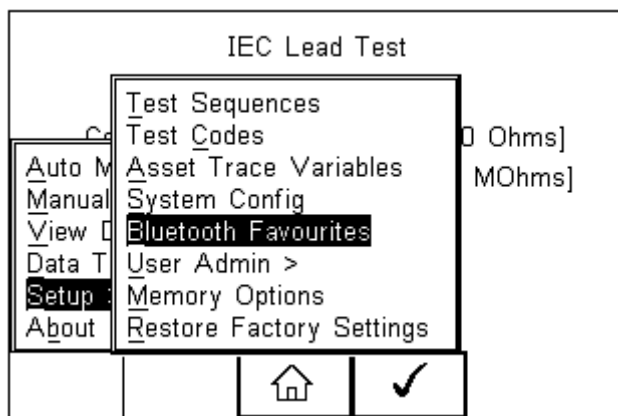 IEC Lead Test
Test Sequences
Test Codes
Ohms]
Asset Trace Variables
MOhms]
System Config
Bluetooth Favourites
User Admin >
Memory Options
Restore Factory Settings
Auto
Manual
View
Data
Setup
About